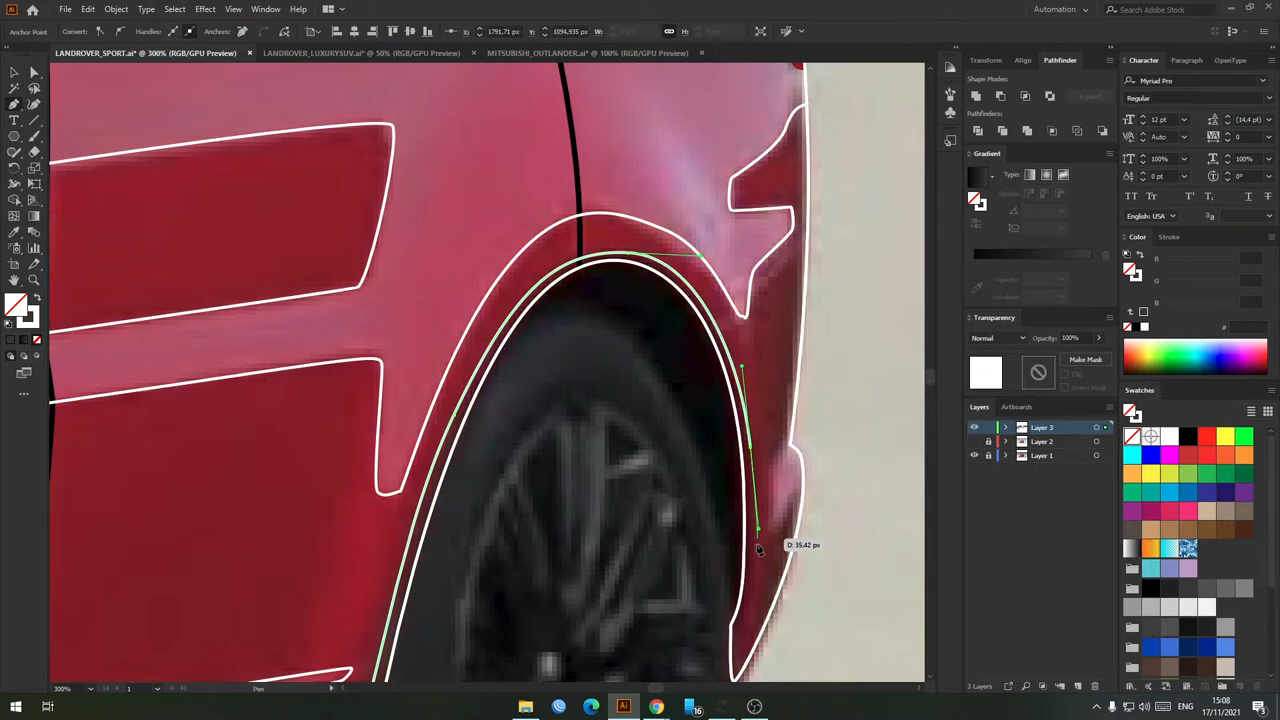 File Edit Object Type Select Effect View Window Help
Automation
Search Adobe Stock
Anchor Point
Convert:
Handles:
Anchors:
X: 1791,71 px
Y: 1094,935 px
W:
H:
LANDROVER_SPORT.ai* @ 300% (RGB/GPU Preview)
LANDROVER_LUXURYSUV.ai* @ 50% (RGB/GPU Preview)
MITSUBISHI_OUTLANDER.ai* @ 100% (RGB/GPU Preview)
Transform
Align
Pathfinder
Shape Modes:
Expand
Pathfinders:
Gradient
Type:
Stroke:
Transparency
Normal
Opacity: 100%
Make Mask
Clip
Invert Mask
Layers
Artboards
Layer 3
Layer 2
Layer 1
3 Layers
Character
Paragraph
OpenType
Myriad Pro
Regular
12 pt
(14,4 pt)
Auto
0
100%
100%
0 pt
0°
English: USA
Color
Stroke
R
G
B
#
Swatches
D: 35.42 px
300%
1
Pen
16
15:08
17/11/2021